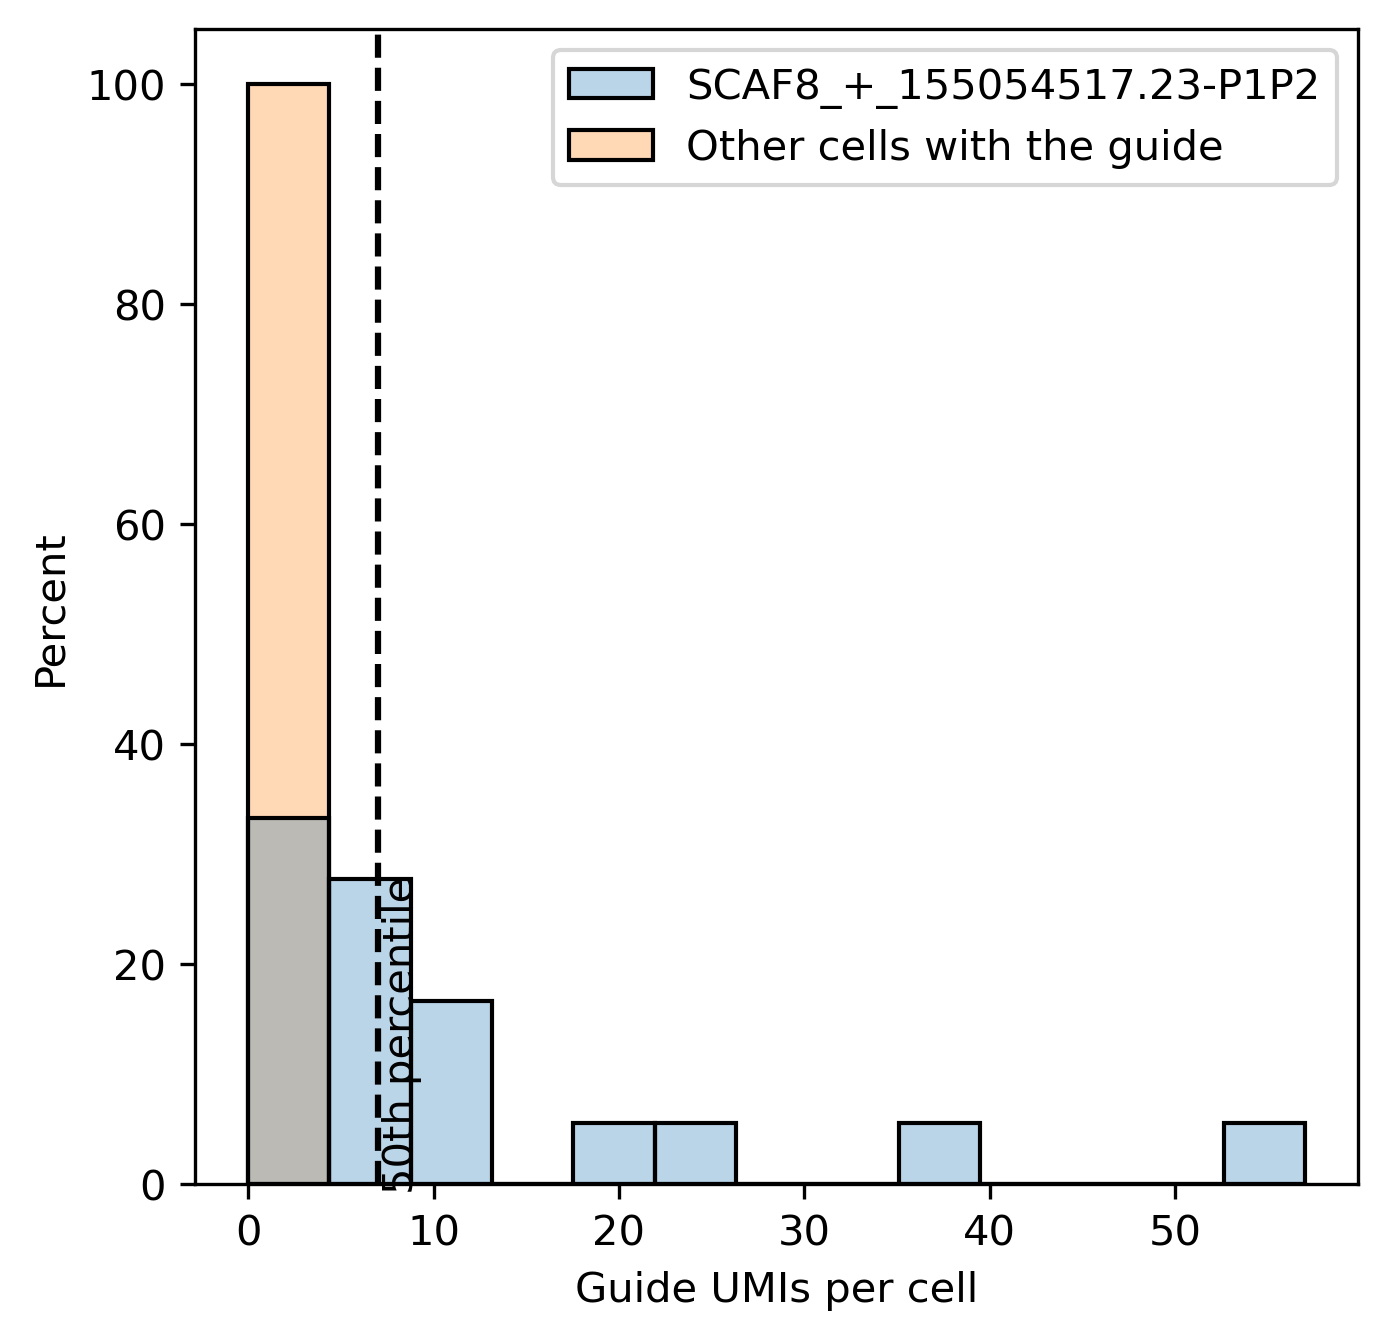 SCAF8_+_155054517.23-P1P2
Other cells with the guide
100
80
60
40
20
0
Percent
50th percentile
0 10 20 30 40 50
Guide UMIs per cell